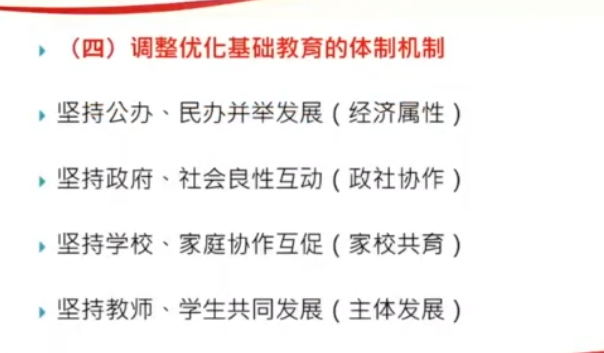 （四）调整优化基础教育的体制机制
坚持公办、民办并举发展（经济属性）
坚持政府、社会良性互动（政社协作）
坚持学校、家庭协作互促（家校共育）
坚持教师、学生共同发展（主体发展）